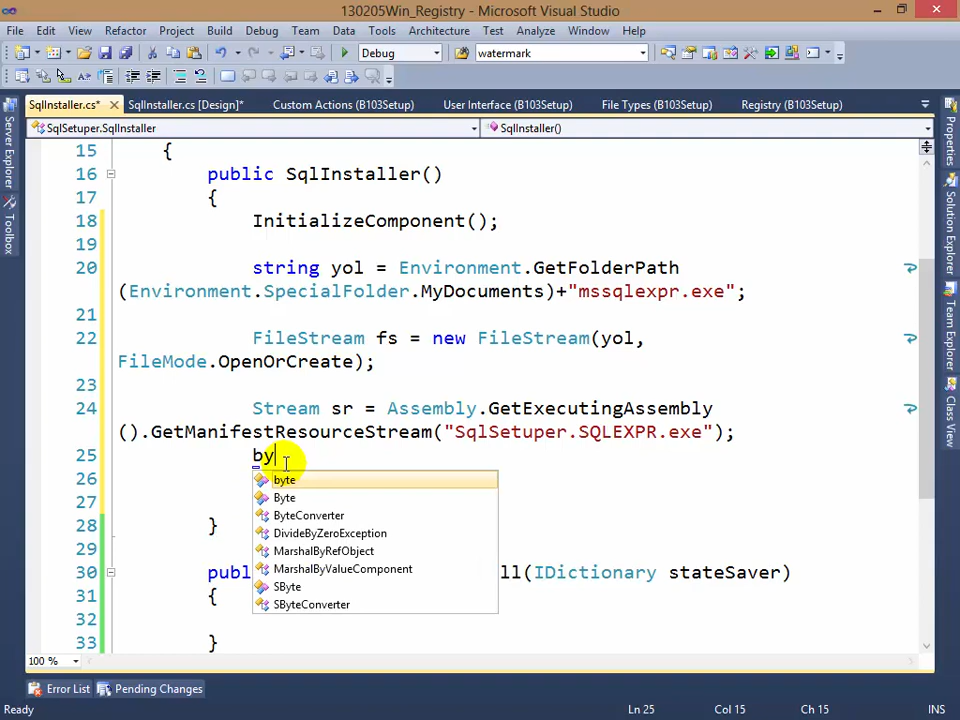 130205Win_Registry - Microsoft Visual Studio
File Edit View Refactor Project Build Debug Team Data Tools Architecture Test Analyze Window Help
Debug watermark
SqlInstaller.cs* SqlInstaller.cs [Design]* Custom Actions (B103Setup) User Interface (B103Setup) File Types (B103Setup) Registry (B103Setup)
SqlSetuper.SqlInstaller SqlInstaller()
15 {
16 public SqlInstaller()
17 {
18 InitializeComponent();
19
20 string yol = Environment.GetFolderPath
(Environment.SpecialFolder.MyDocuments)+"mssqlexpr.exe";
21
22 FileStream fs = new FileStream(yol,
FileMode.OpenOrCreate);
23
24 Stream sr = Assembly.GetExecutingAssembly
().GetManifestResourceStream("SqlSetuper.SQLEXPR.exe");
25 by
26
27
28 }
29
30 publ ll(IDictionary stateSaver)
31 {
32
33 }
byte
Byte
ByteConverter
DivideByZeroException
MarshalByRefObject
MarshalByValueComponent
SByte
SByteConverter
Server Explorer
Toolbox
Properties
Solution Explorer
Team Explorer
Class View
100 %
Error List Pending Changes
Ready Ln 25 Col 15 Ch 15 INS